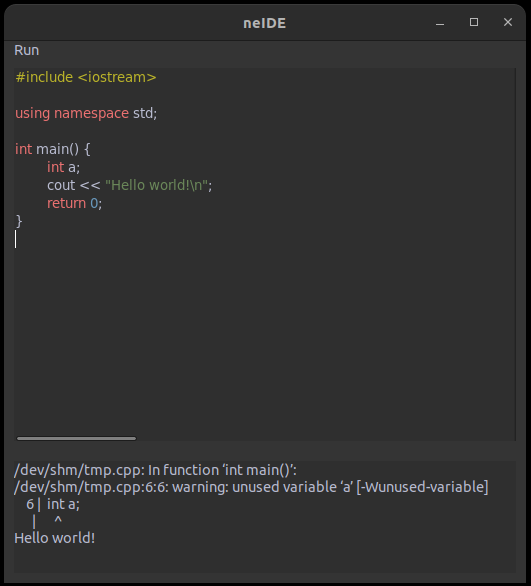 neIDE
Run
#include <iostream>
using namespace std;
int main() {
int a;
cout << "Hello world!\n";
return 0;
}
/dev/shm/tmp.cpp: In function ‘int main()’:
/dev/shm/tmp.cpp:6:6: warning: unused variable ‘a’ [-Wunused-variable]
6 | int a;
| ^
Hello world!